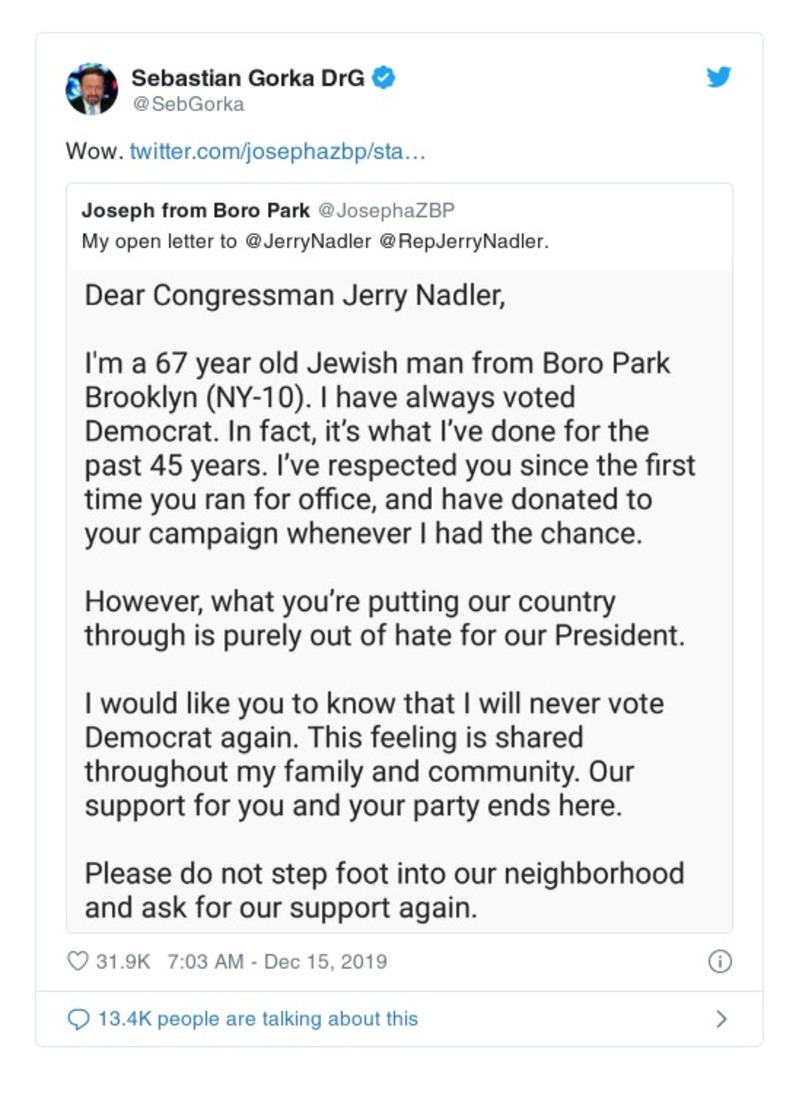 Sebastian Gorka DrG
@SebGorka
Wow. twitter.com/josephazbp/sta…
Joseph from Boro Park @JosephaZBP
My open letter to @JerryNadler @RepJerryNadler.
Dear Congressman Jerry Nadler,
I'm a 67 year old Jewish man from Boro Park
Brooklyn (NY-10). I have always voted
Democrat. In fact, it’s what I’ve done for the
past 45 years. I’ve respected you since the first
time you ran for office, and have donated to
your campaign whenever I had the chance.
However, what you’re putting our country
through is purely out of hate for our President.
I would like you to know that I will never vote
Democrat again. This feeling is shared
throughout my family and community. Our
support for you and your party ends here.
Please do not step foot into our neighborhood
and ask for our support again.
31.9K 7:03 AM - Dec 15, 2019
13.4K people are talking about this